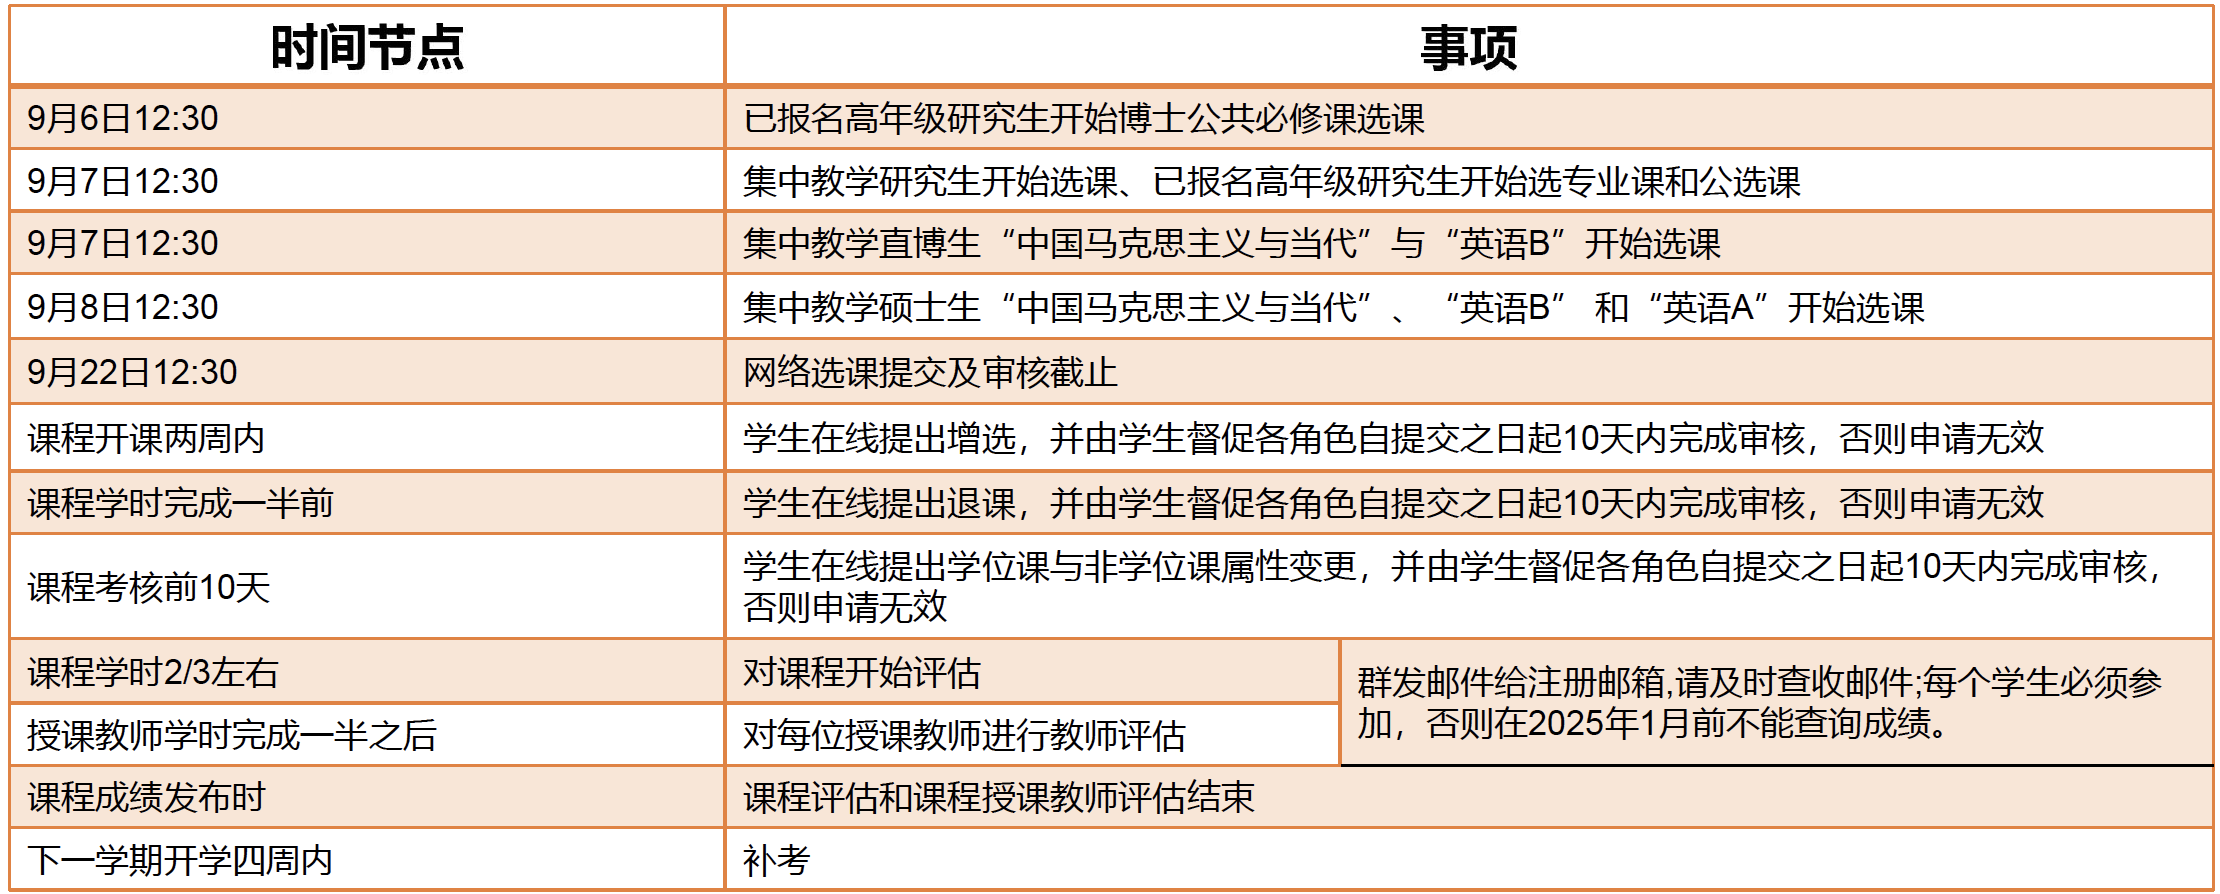 时间节点
事项
9月6日12:30
已报名高年级研究生开始博士公共必修课选课
9月7日12:30
集中教学研究生开始选课、已报名高年级研究生开始选专业课和公选课
9月7日12:30
集中教学直博生“中国马克思主义与当代”与“英语B”开始选课
9月8日12:30
集中教学硕士生“中国马克思主义与当代”、“英语B” 和“英语A”开始选课
9月22日12:30
网络选课提交及审核截止
课程开课两周内
学生在线提出增选，并由学生督促各角色自提交之日起10天内完成审核，否则申请无效
课程学时完成一半前
学生在线提出退课，并由学生督促各角色自提交之日起10天内完成审核，否则申请无效
课程考核前10天
学生在线提出学位课与非学位课属性变更，并由学生督促各角色自提交之日起10天内完成审核，
否则申请无效
课程学时2/3左右
对课程开始评估
群发邮件给注册邮箱,请及时查收邮件;每个学生必须参
加，否则在2025年1月前不能查询成绩。
授课教师学时完成一半之后
对每位授课教师进行教师评估
课程成绩发布时
课程评估和课程授课教师评估结束
下一学期开学四周内
补考